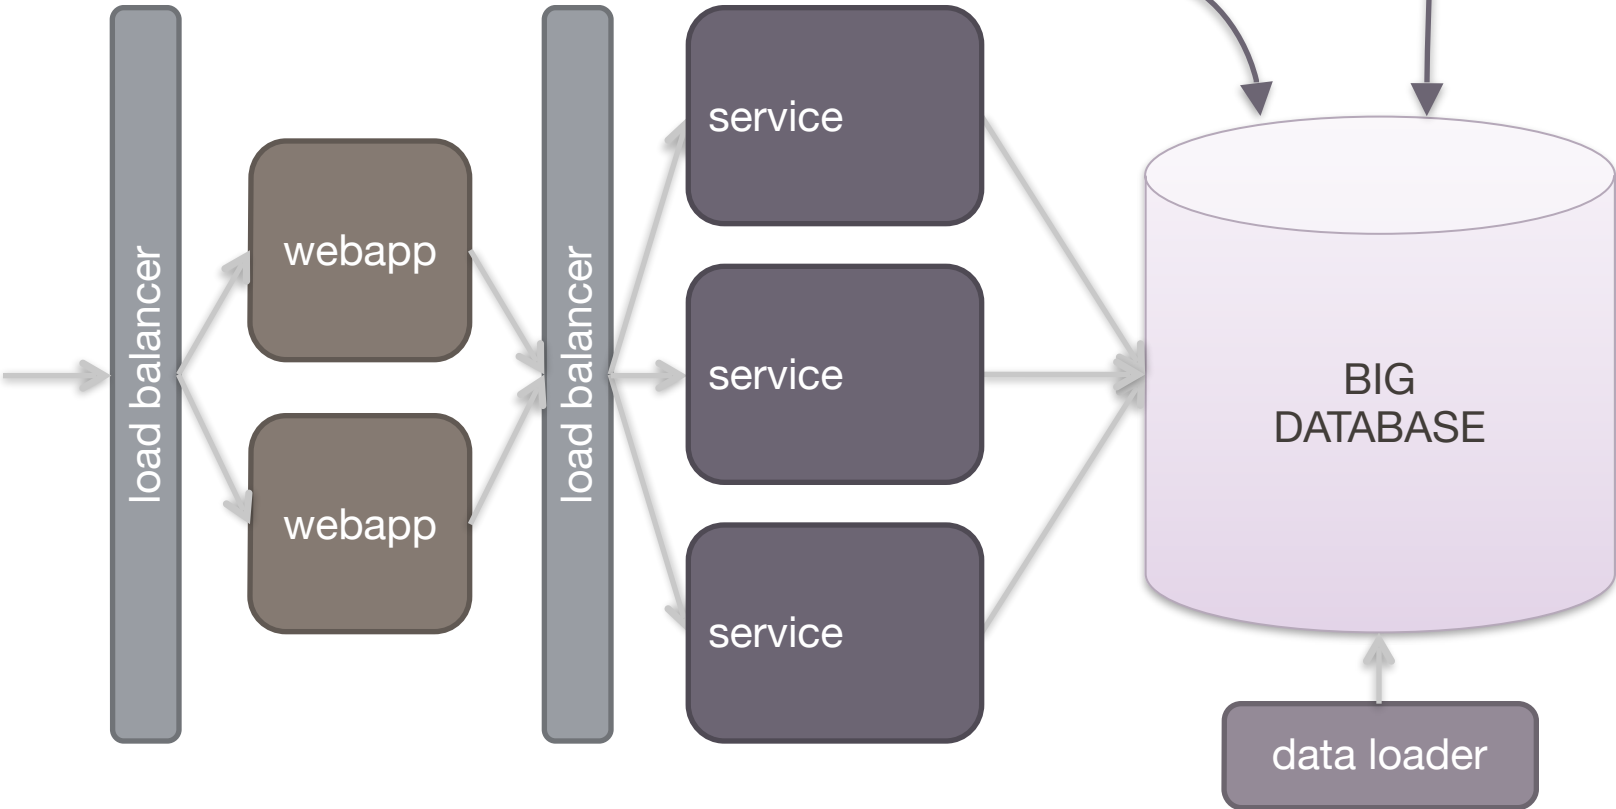 load balancer
webapp
webapp
load balancer
service
service
service
BIG
DATABASE
data loader